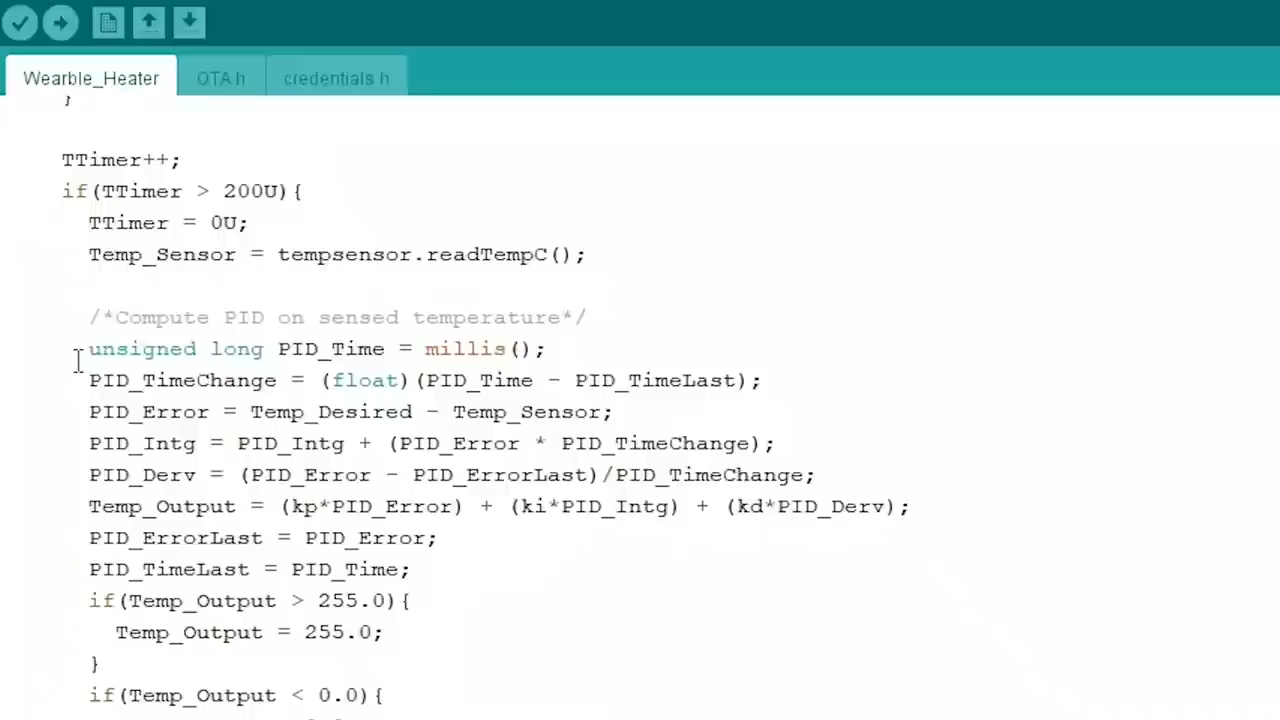 Wearble_Heater OTA.h credentials.h
}
TTimer++;
if(TTimer > 200U){
TTimer = 0U;
Temp_Sensor = tempsensor.readTempC();
/*Compute PID on sensed temperature*/
unsigned long PID_Time = millis();
PID_TimeChange = (float)(PID_Time - PID_TimeLast);
PID_Error = Temp_Desired - Temp_Sensor;
PID_Intg = PID_Intg + (PID_Error * PID_TimeChange);
PID_Derv = (PID_Error - PID_ErrorLast)/PID_TimeChange;
Temp_Output = (kp*PID_Error) + (ki*PID_Intg) + (kd*PID_Derv);
PID_ErrorLast = PID_Error;
PID_TimeLast = PID_Time;
if(Temp_Output > 255.0){
Temp_Output = 255.0;
}
if(Temp_Output < 0.0){